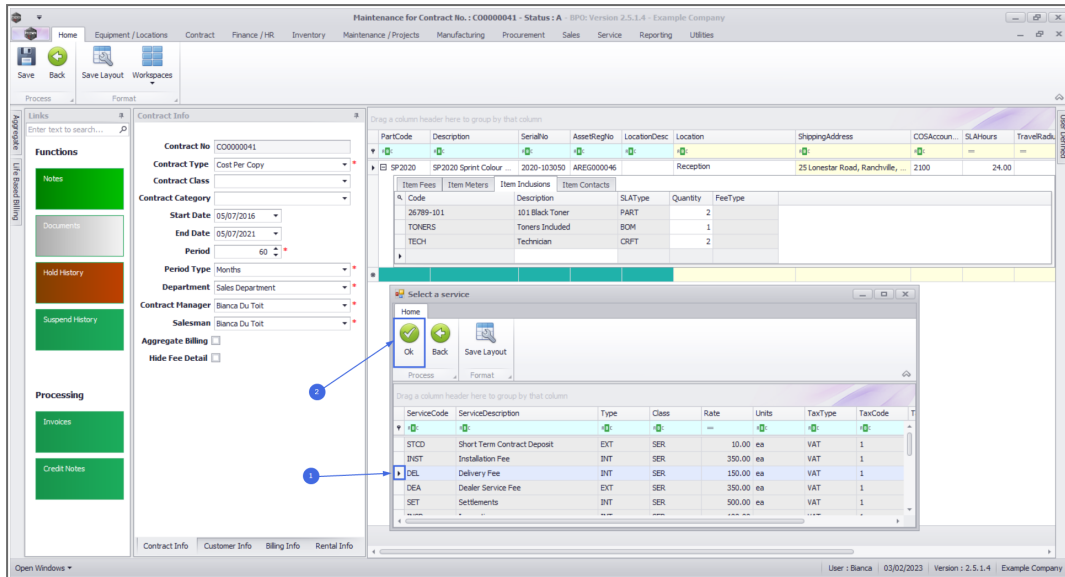 Maintenance for Contract No. : CO0000041 - Status : A - BPO: Version 2.5.1.4 - Example Company
Home Equipment / Locations Contract Finance / HR Inventory Maintenance / Projects Manufacturing Procurement Sales Service Reporting Utilities
Save Back Save Layout Workspaces
Process Format
Aggregate
Life Based Billing
Links
Enter text to search...
Functions
Notes
Documents
Hold History
Suspend History
Processing
Invoices
Credit Notes
Contract Info
Contract No CO0000041
Contract Type Cost Per Copy *
Contract Class
Contract Category
Start Date 05/07/2016
End Date 05/07/2021
Period 60 *
Period Type Months *
Department Sales Department *
Contract Manager Bianca Du Toit *
Salesman Bianca Du Toit *
Aggregate Billing
Hide Fee Detail
Contract Info Customer Info Billing Info Rental Info
Drag a column header here to group by that column
PartCode Description SerialNo AssetRegNo LocationDesc Location ShippingAddress COSAccoun... SLAHours TravelRadiu
SP2020 SP2020 Sprint Colour ... 2020-103050 AREG000046 Reception 25 Lonestar Road, Ranchville, ... 2100 24.00
Item Fees Item Meters Item Inclusions Item Contacts
Code Description SLAType Quantity FeeType
26789-101 101 Black Toner PART 2
TONERS Toners Included BOM 1
TECH Technician CRFT 2
User Defined
Select a service
Home
Ok Back Save Layout
Process Format
2
1
Drag a column header here to group by that column
ServiceCode ServiceDescription Type Class Rate Units TaxType TaxCode T
STCD Short Term Contract Deposit EXT SER 10.00 ea VAT 1
INST Installation Fee INT SER 350.00 ea VAT 1
DEL Delivery Fee INT SER 150.00 ea VAT 1
DEA Dealer Service Fee EXT SER 350.00 ea VAT 1
SET Settlements INT SER 500.00 ea VAT 1
Open Windows User : Bianca 03/02/2023 Version : 2.5.1.4 Example Company